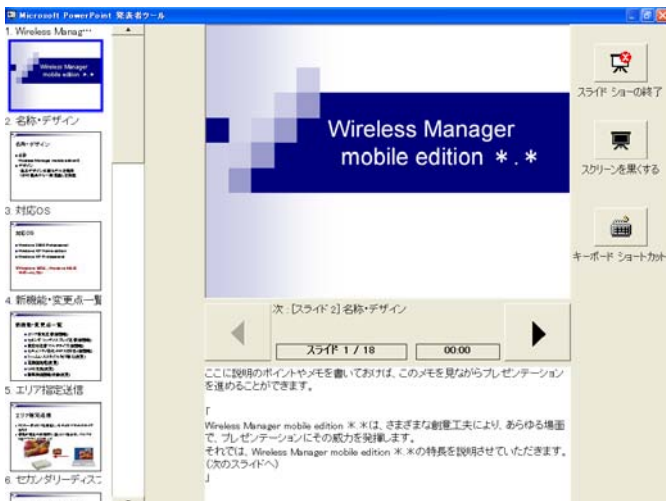 Microsoft PowerPoint 発表者ツール
1. Wireless Manag…
Wireless Manager
mobile edition *.*
2. 名称・デザイン
名称・デザイン
3. 対応OS
対応OS
4. 新機能・変更点一覧
新機能・変更点一覧
5. エリア指定送信
エリア指定送信
6. セカンダリーディスプ
Wireless Manager
mobile edition *.*
次 : [スライド 2] 名称・デザイン
スライド 1 / 18
00:00
ここに説明のポイントやメモを書いておけば、このメモを見ながらプレゼンテーション
を進めることができます。
「
Wireless Manager mobile edition *.*は、さまざまな創意工夫により、あらゆる場面
で、プレゼンテーションにその威力を発揮します。
それでは、Wireless Manager mobile edition *.*の特長を説明させていただきます。
(次のスライドへ)
」
スライド ショーの終了
スクリーンを黒くする
キーボード ショートカット